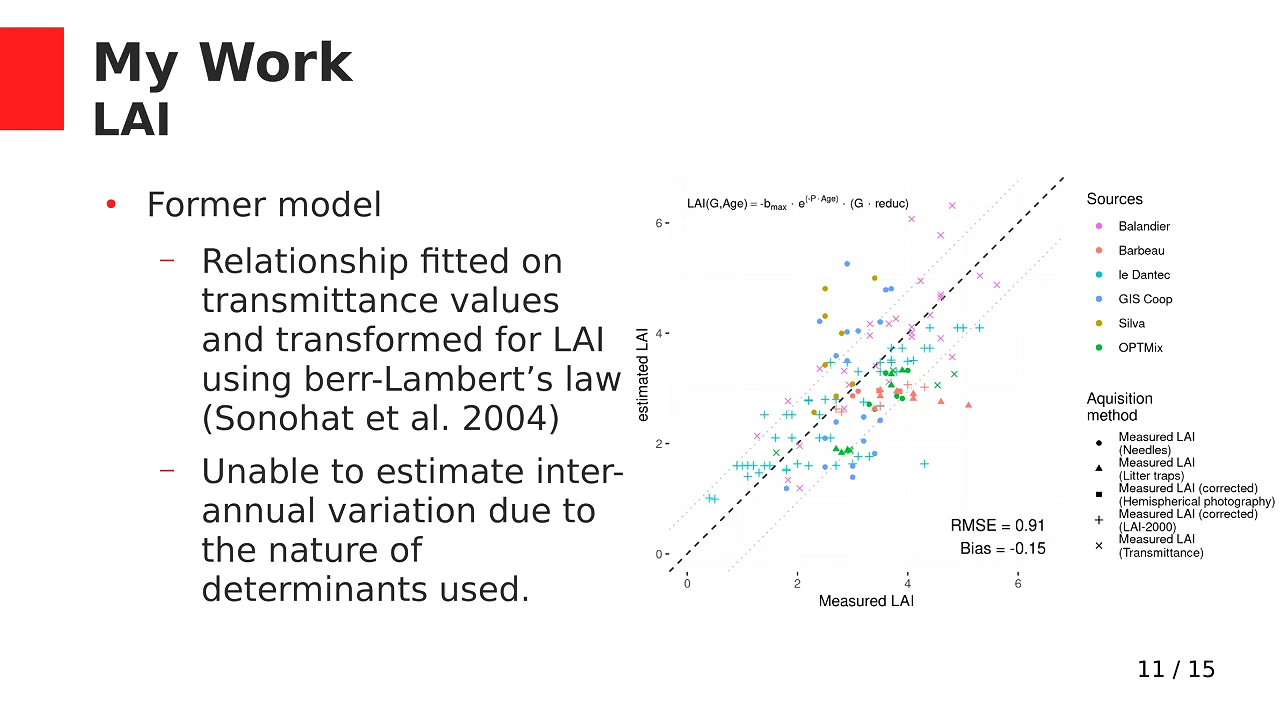 My Work
LAI
• Former model
– Relationship fitted on
transmittance values
and transformed for LAI
using berr-Lambert’s law
(Sonohat et al. 2004)
– Unable to estimate inter-
annual variation due to
the nature of
determinants used.
LAI(G,Age) = -bmax · e(-P·Age) · (G · reduc)
estimated LAI
6
4
2
0
RMSE = 0.91
Bias = -0.15
0 2 4 6
Measured LAI
Sources
Balandier
Barbeau
le Dantec
GIS Coop
Silva
OPTMix
Aquisition
method
Measured LAI
(Needles)
Measured LAI
(Litter traps)
Measured LAI (corrected)
(Hemispherical photography)
Measured LAI (corrected)
(LAI-2000)
Measured LAI
(Transmittance)
11 / 15